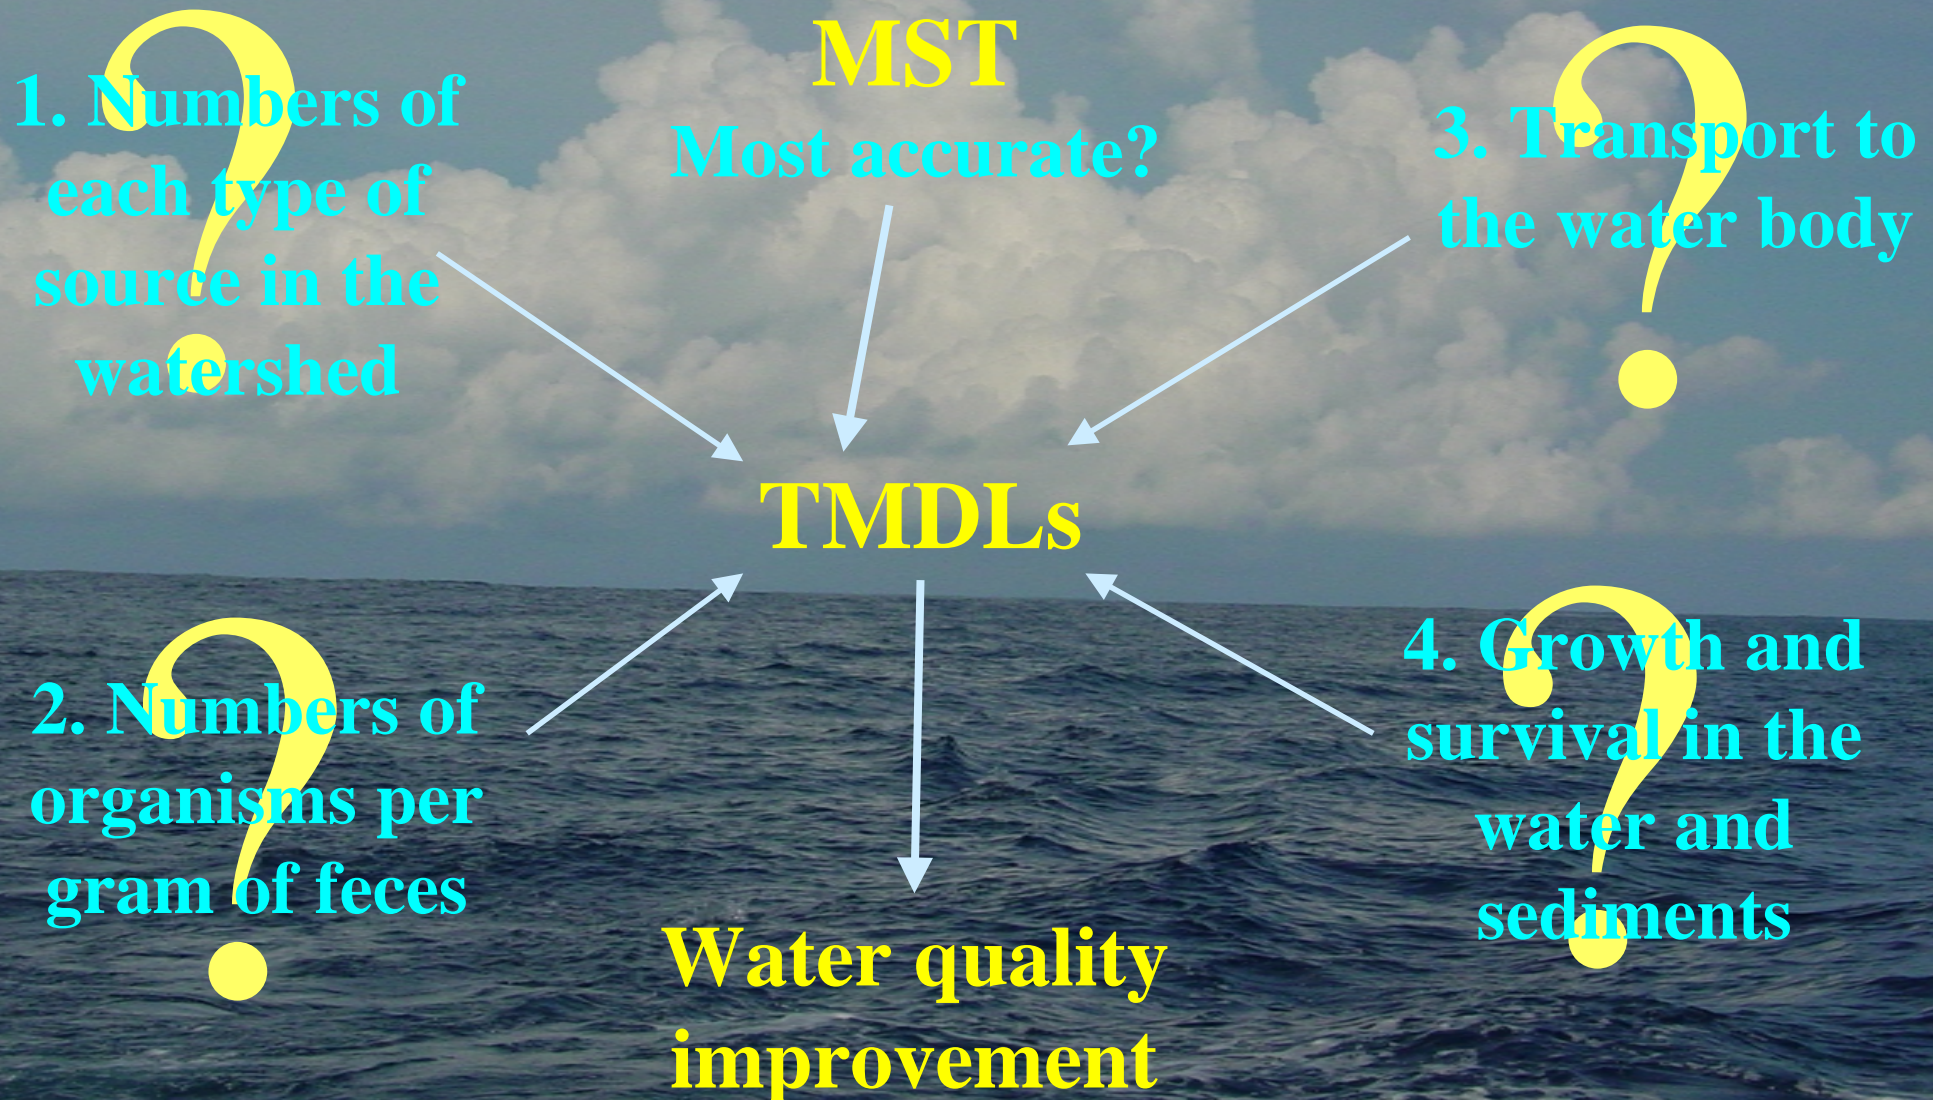 MST
Most accurate?
1. Numbers of
each type of
source in the
watershed
?
3. Transport to
the water body
?
TMDLs
2. Numbers of
organisms per
gram of feces
?
4. Growth and
survival in the
water and
sediments
?
Water quality
improvement